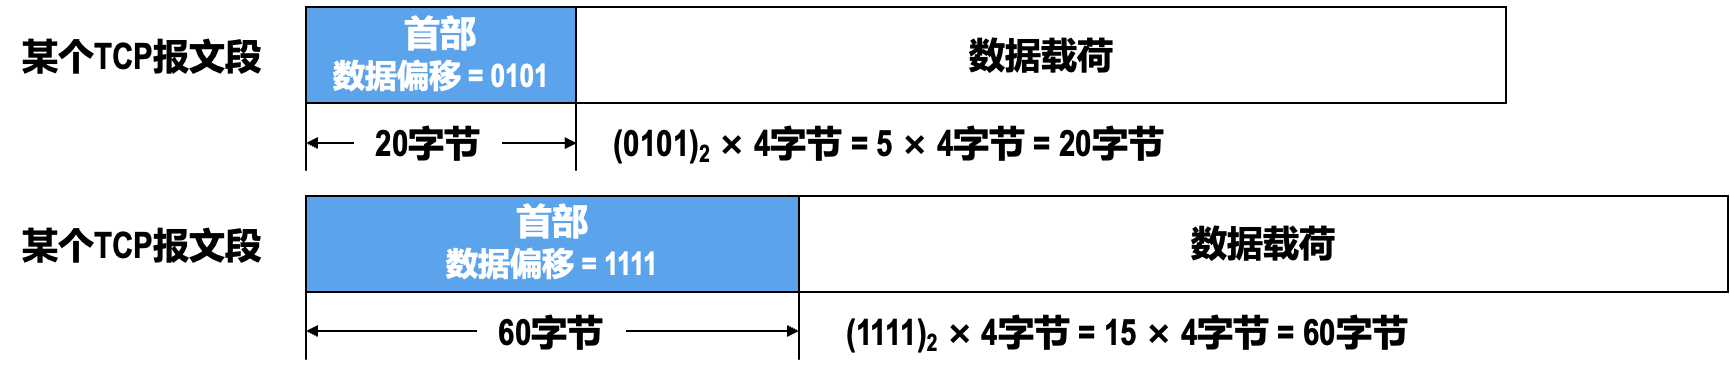 某个TCP报文段
首部
数据偏移 = 0101
数据载荷
20字节
(0101)₂ × 4字节 = 5 × 4字节 = 20字节
某个TCP报文段
首部
数据偏移 = 1111
数据载荷
60字节
(1111)₂ × 4字节 = 15 × 4字节 = 60字节